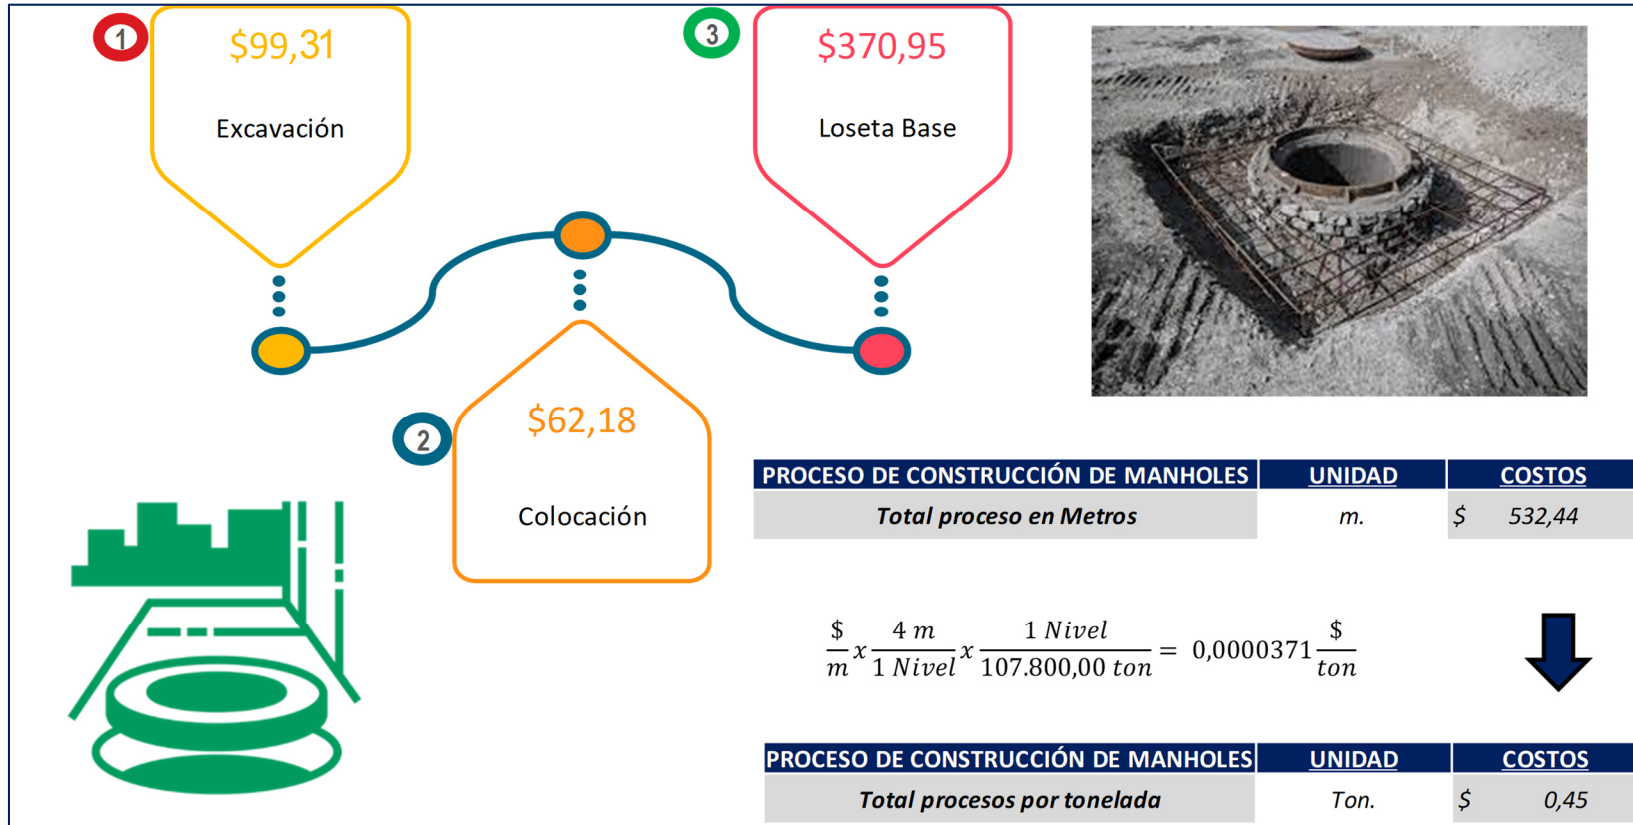 1
$99,31
Excavación
3
$370,95
Loseta Base
2
$62,18
Colocación
PROCESO DE CONSTRUCCIÓN DE MANHOLES UNIDAD COSTOS
Total proceso en Metros m. $ 532,44
$/m x 4 m/1 Nivel x 1 Nivel/107.800,00 ton = 0,0000371 $/ton
PROCESO DE CONSTRUCCIÓN DE MANHOLES UNIDAD COSTOS
Total procesos por tonelada Ton. $ 0,45